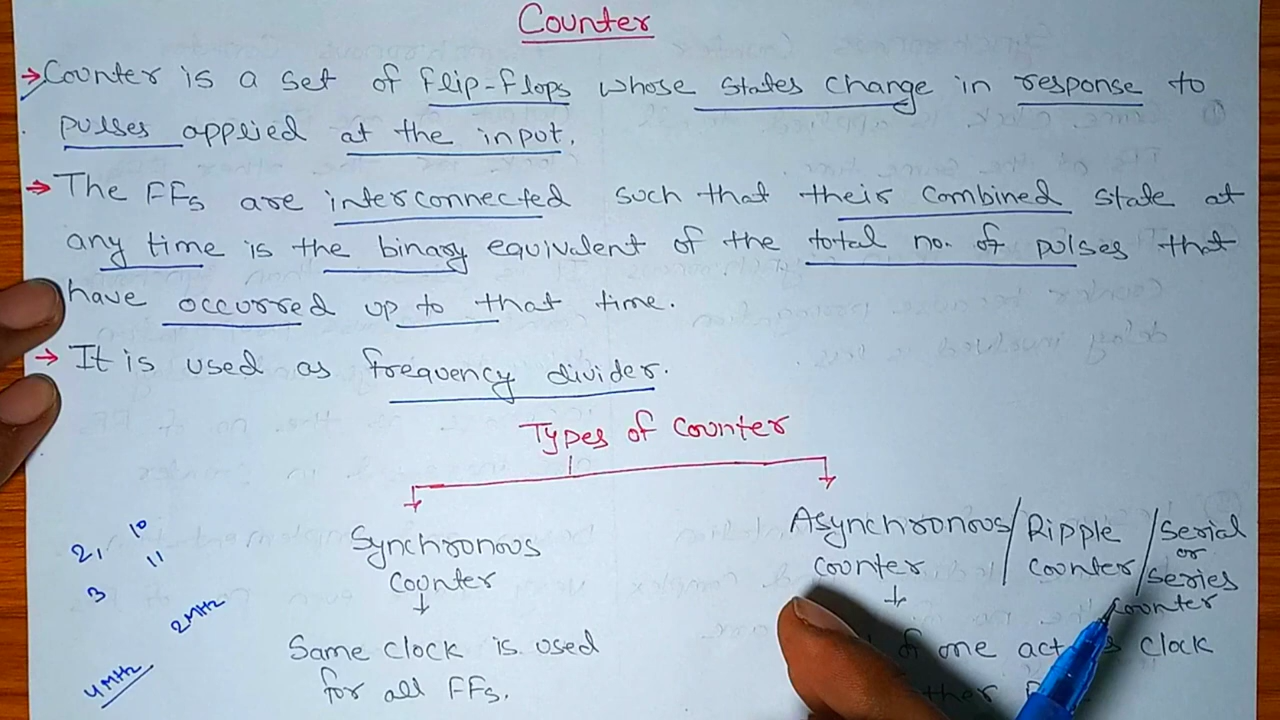 Counter
→ Counter is a set of flip-flops whose states change in response to
pulses applied at the input.
→ The FFs are interconnected such that their combined state at
any time is the binary equivalent of the total no. of pulses that
have occurred up to that time.
→ It is used as frequency divider.
Types of counter
Synchronous
counter
Same clock is used
for all FFs.
Asynchronous/ Ripple /Serial
counter / counter / or
series
counter
of one act clock
2, 10
3 11
2MHz
4MHz